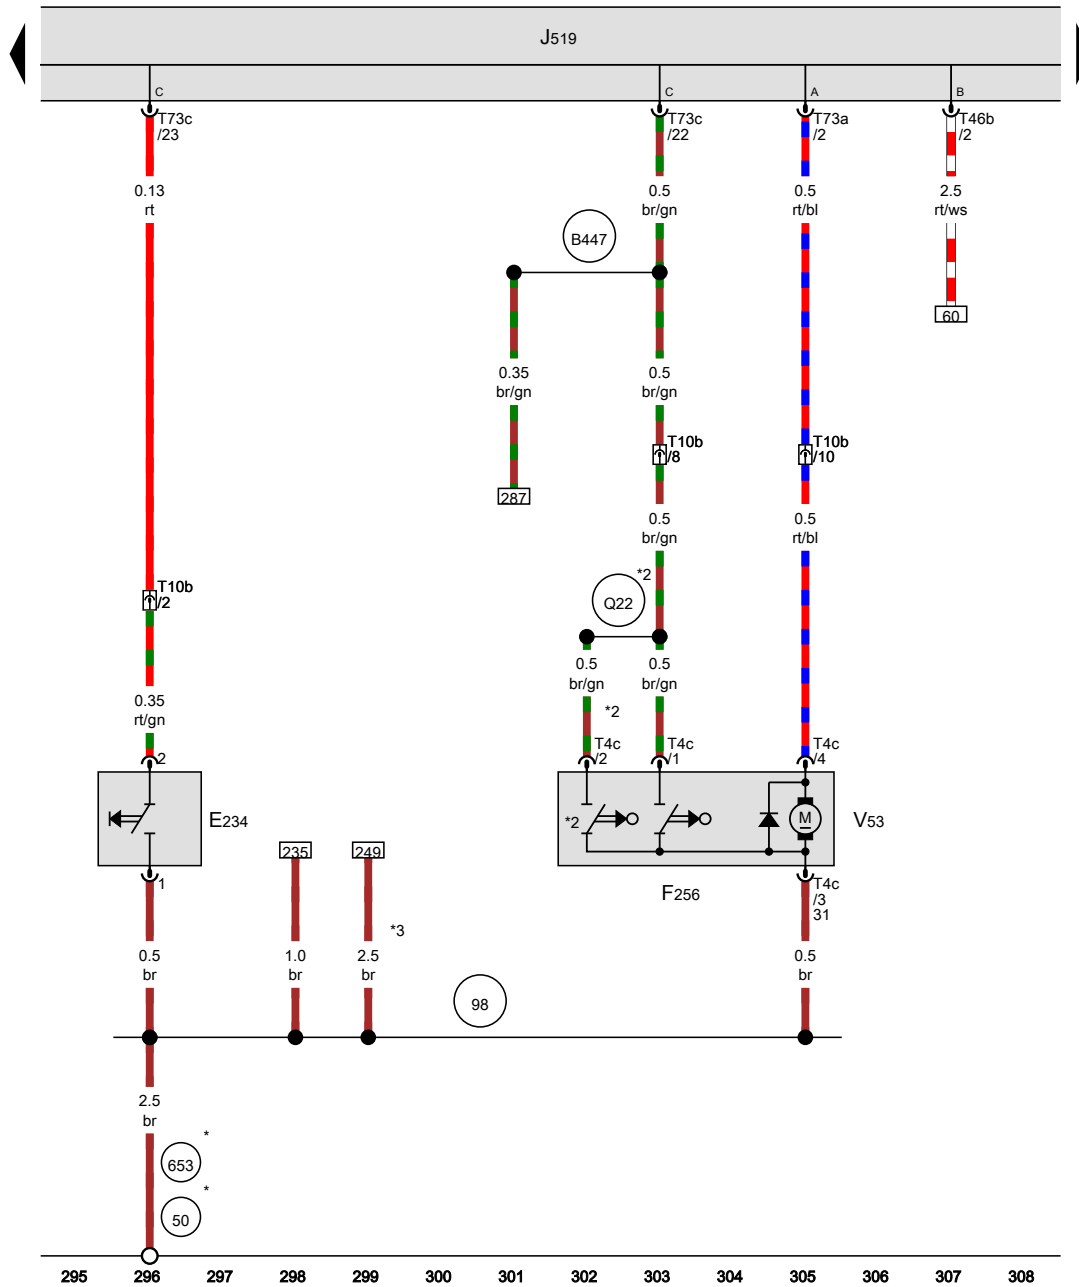 J519
C
C
A
B
T73c
/23
T73c
/22
T73a
/2
T46b
/2
0.13
rt
0.5
br/gn
0.5
rt/bl
2.5
rt/ws
B447
60
0.35
br/gn
0.5
br/gn
T10b
/8
T10b
/10
287
0.5
br/gn
0.5
rt/bl
*2
T10b
/2
Q22
0.5
br/gn
0.5
br/gn
0.35
rt/gn
*2
2
T4c
/2
T4c
/1
T4c
/4
E234
*2
M
V53
235
249
1
F256
T4c
/3
31
*3
0.5
br
1.0
br
2.5
br
0.5
br
98
2.5
br
*
653
*
50
295 296 297 298 299 300 301 302 303 304 305 306 307 308